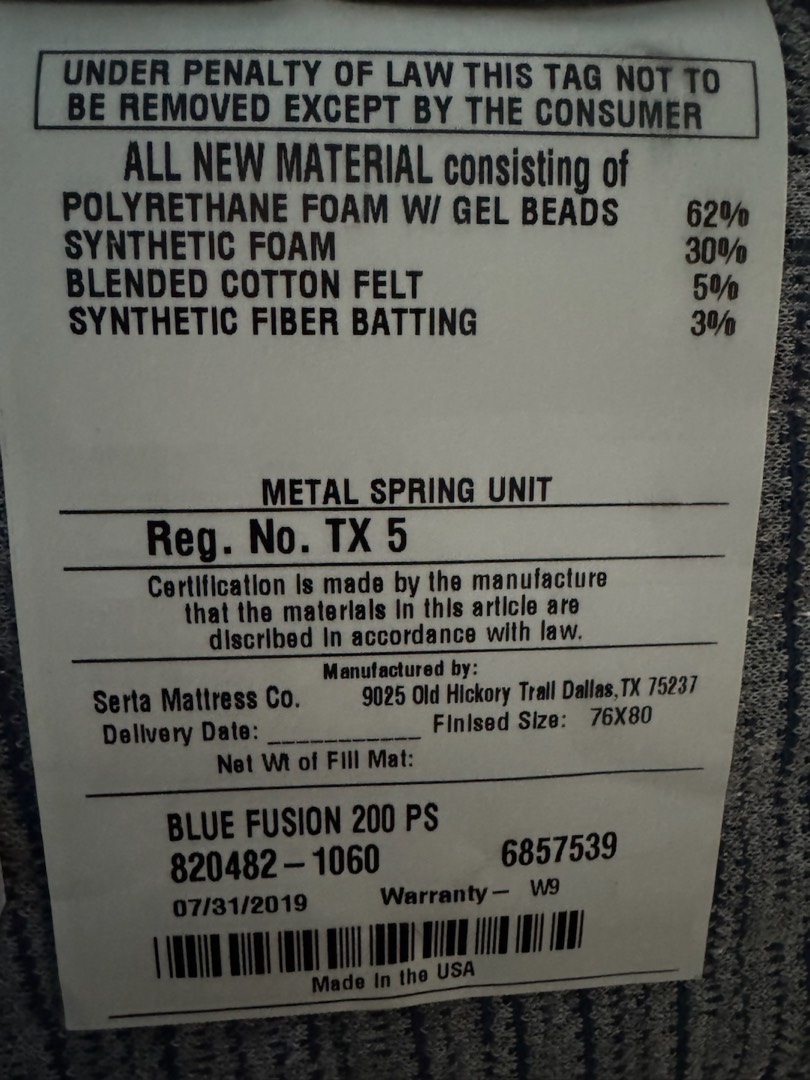 UNDER PENALTY OF LAW THIS TAG NOT TO
BE REMOVED EXCEPT BY THE CONSUMER
ALL NEW MATERIAL consisting of
POLYRETHANE FOAM W/ GEL BEADS 62%
SYNTHETIC FOAM 30%
BLENDED COTTON FELT 5%
SYNTHETIC FIBER BATTING 3%
METAL SPRING UNIT
Reg. No. TX 5
Certification is made by the manufacture
that the materials in this article are
discribed in accordance with law.
Manufactured by:
Serta Mattress Co. 9025 Old Hickory Trail Dallas,TX 75237
Delivery Date: ___________ Finised Size: 76X80
Net Wt of Fill Mat:
BLUE FUSION 200 PS
820482-1060 6857539
07/31/2019 Warranty- W9
Made in the USA